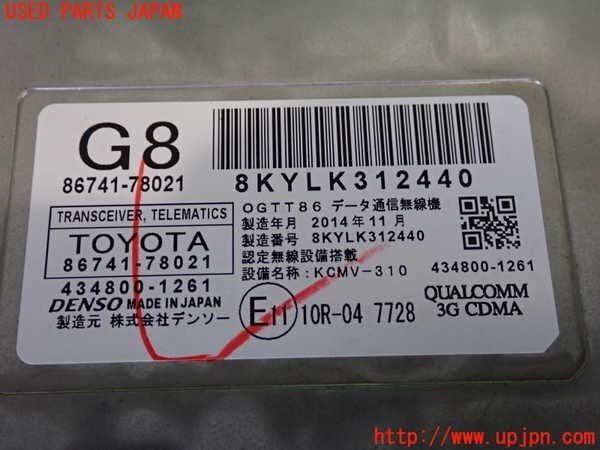 USED PARTS JAPAN
G8
86741-78021
8KYLK312440
TRANSCEIVER, TELEMATICS
TOYOTA
86741-78021
434800-1261
DENSO MADE IN JAPAN
製造元 株式会社デンソー
OGTT86 データ通信無線機
製造年月 2014年11月
製造番号 8KYLK312440
認定無線設備搭載
設備名称:KCMV-310
434800-1261
E11 10R-04 7728
QUALCOMM
3G CDMA
http://www.upjpn.com/